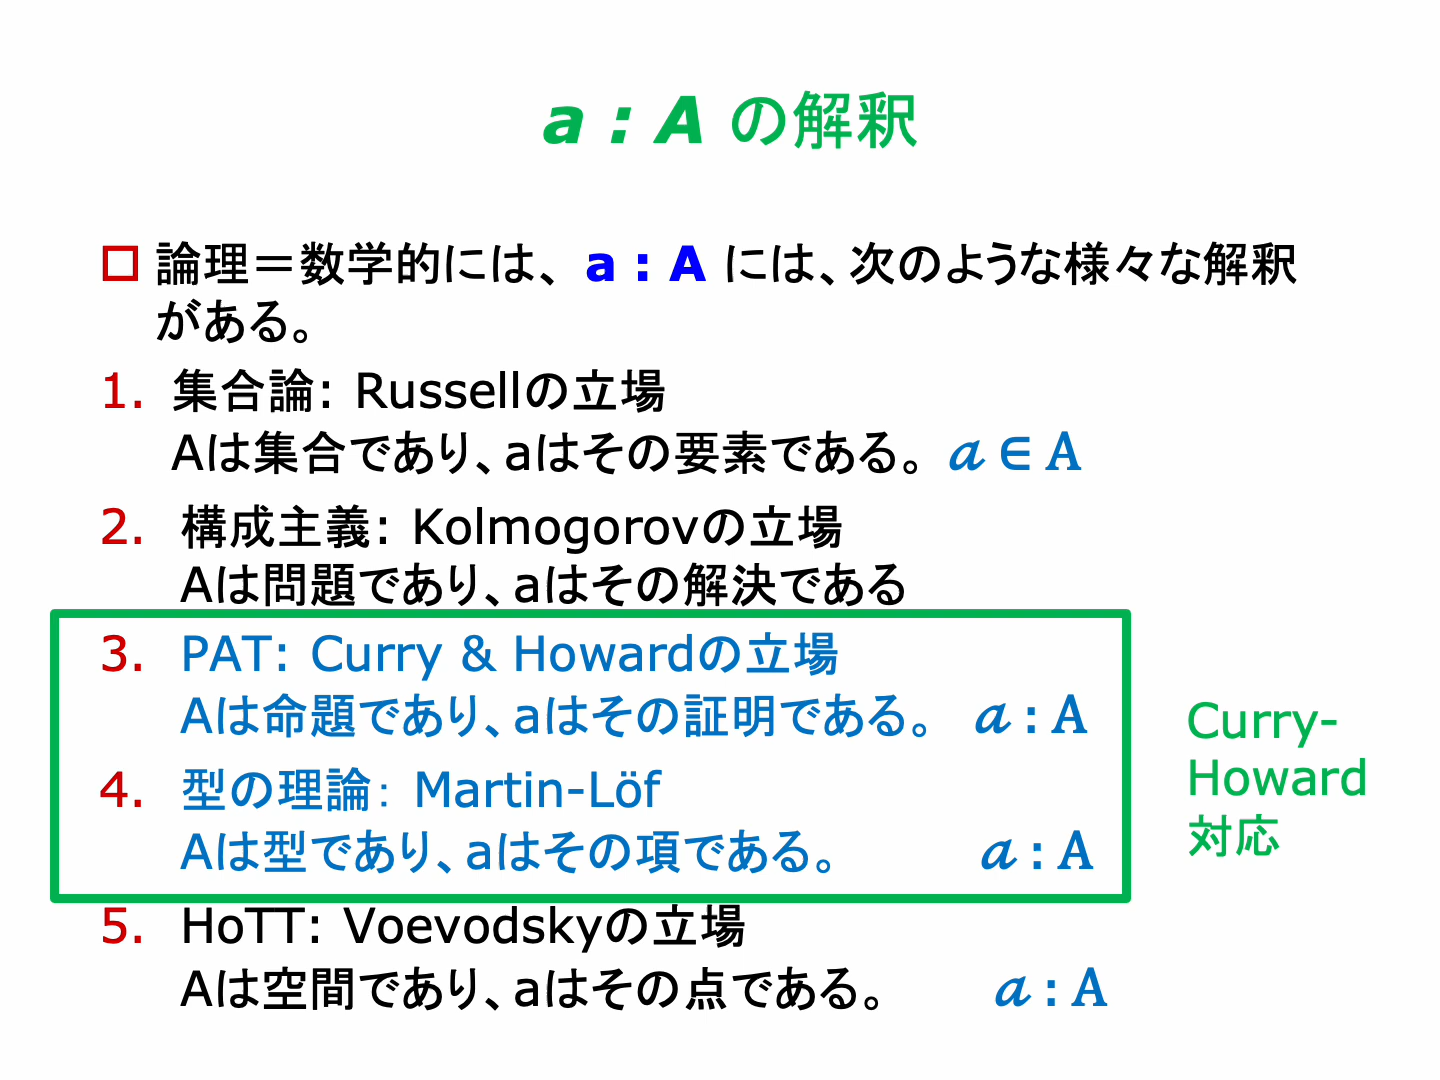 a : A の解釈
論理＝数学的には、 a : A には、次のような様々な解釈
がある。
1. 集合論: Russellの立場
Aは集合であり、aはその要素である。 𝒶 ∈ A
2. 構成主義: Kolmogorovの立場
Aは問題であり、aはその解決である
3. PAT: Curry & Howardの立場
Aは命題であり、aはその証明である。 𝒶 : A
4. 型の理論： Martin-Löf
Aは型であり、aはその項である。 𝒶 : A
Curry-
Howard
対応
5. HoTT: Voevodskyの立場
Aは空間であり、aはその点である。 𝒶 : A